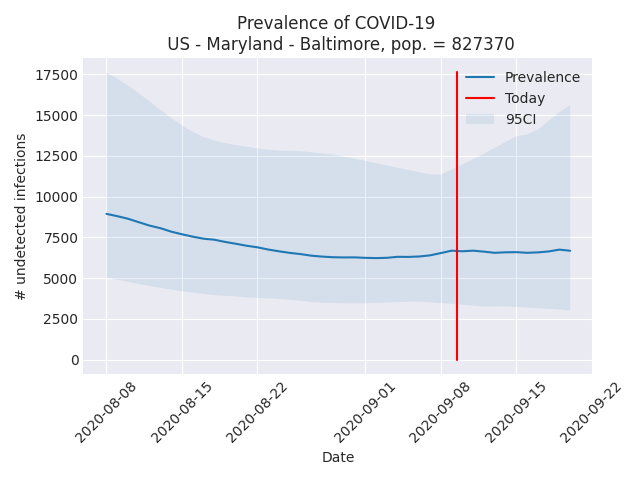 Prevalence of COVID-19
US - Maryland - Baltimore, pop. = 827370
17500
15000
12500
10000
7500
5000
2500
0
# undetected infections
Prevalence
Today
95CI
2020-08-08
2020-08-15
2020-08-22
2020-09-01
2020-09-08
2020-09-15
2020-09-22
Date